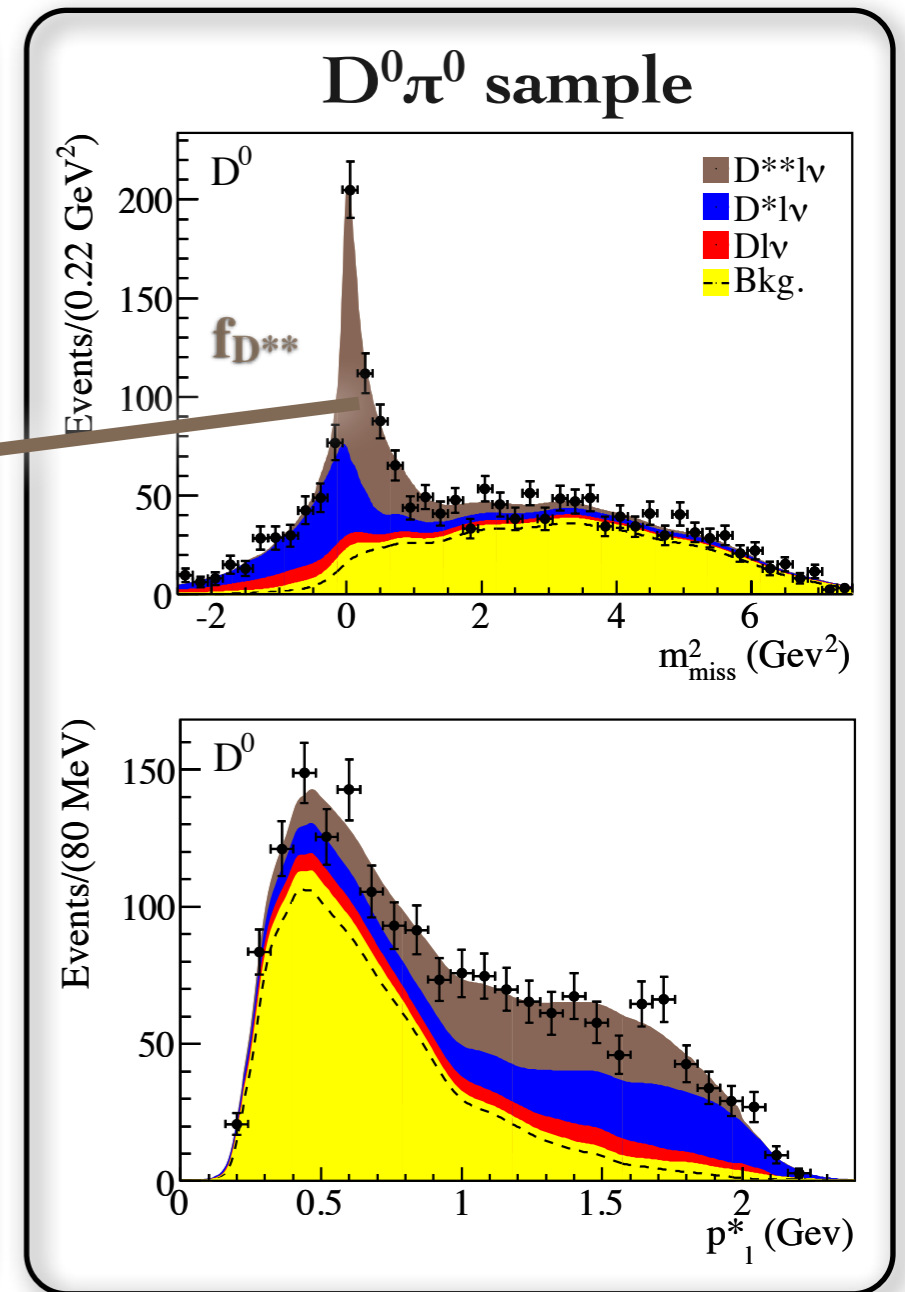 D⁰π⁰ sample
D⁰
D**lν
D*lν
Dlν
Bkg.
f_D**
Events/(0.22 GeV²)
200
150
100
50
0
-2 0 2 4 6
m²_miss (Gev²)
D⁰
Events/(80 MeV)
150
100
50
0
0 0.5 1 1.5 2
p*_l (Gev)